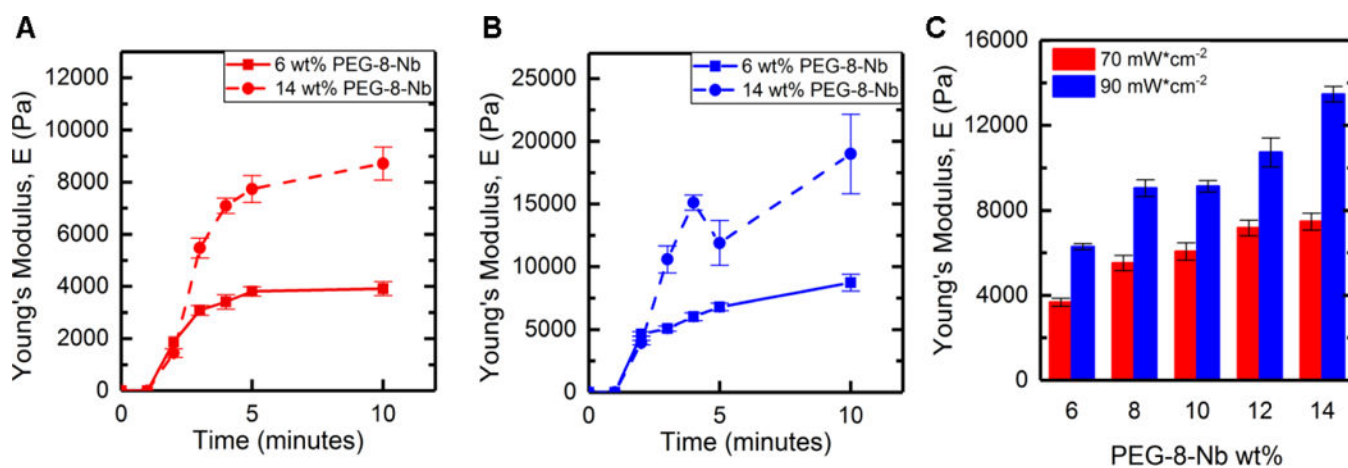 A
Young's Modulus, E (Pa)
12000
10000
8000
6000
4000
2000
0
6 wt% PEG-8-Nb
14 wt% PEG-8-Nb
0 5 10
Time (minutes)
B
Young's Modulus, E (Pa)
25000
20000
15000
10000
5000
0
6 wt% PEG-8-Nb
14 wt% PEG-8-Nb
0 5 10
Time (minutes)
C
Young's Modulus, E (Pa)
16000
12000
8000
4000
0
70 mW*cm-2
90 mW*cm-2
6 8 10 12 14
PEG-8-Nb wt%